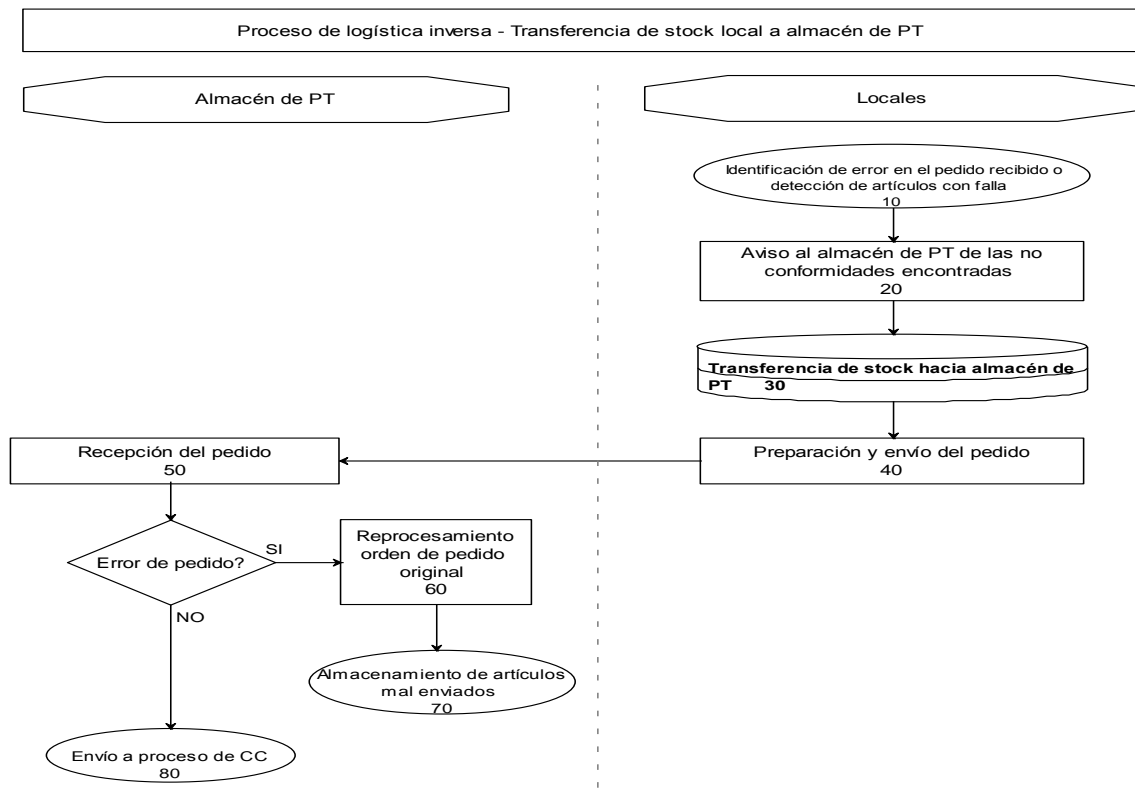 Proceso de logística inversa - Transferencia de stock local a almacén de PT
Almacén de PT
Locales
Identificación de error en el pedido recibido o
detección de artículos con falla
10
Aviso al almacén de PT de las no
conformidades encontradas
20
Transferencia de stock hacia almacén de
PT 30
Recepción del pedido
50
Preparación y envío del pedido
40
Error de pedido?
SI
Reprocesamiento
orden de pedido
original
60
NO
Almacenamiento de artículos
mal enviados
70
Envío a proceso de CC
80